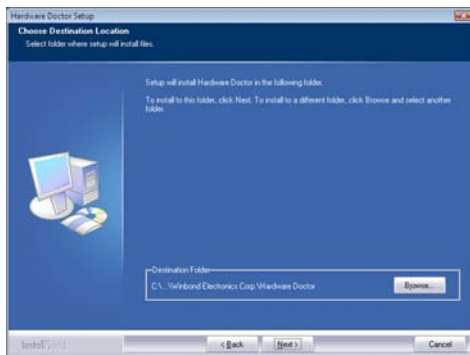 Hardware Doctor Setup
Choose Destination Location
Select folder where setup will install files.
Setup will install Hardware Doctor in the following folder.
To install to this folder, click Next. To install to a different folder, click Browse and select another
folder.
Destination Folder
C:\...\Winbond Electronics Corp\Hardware Doctor
Browse...
InstallShield
< Back
Next >
Cancel